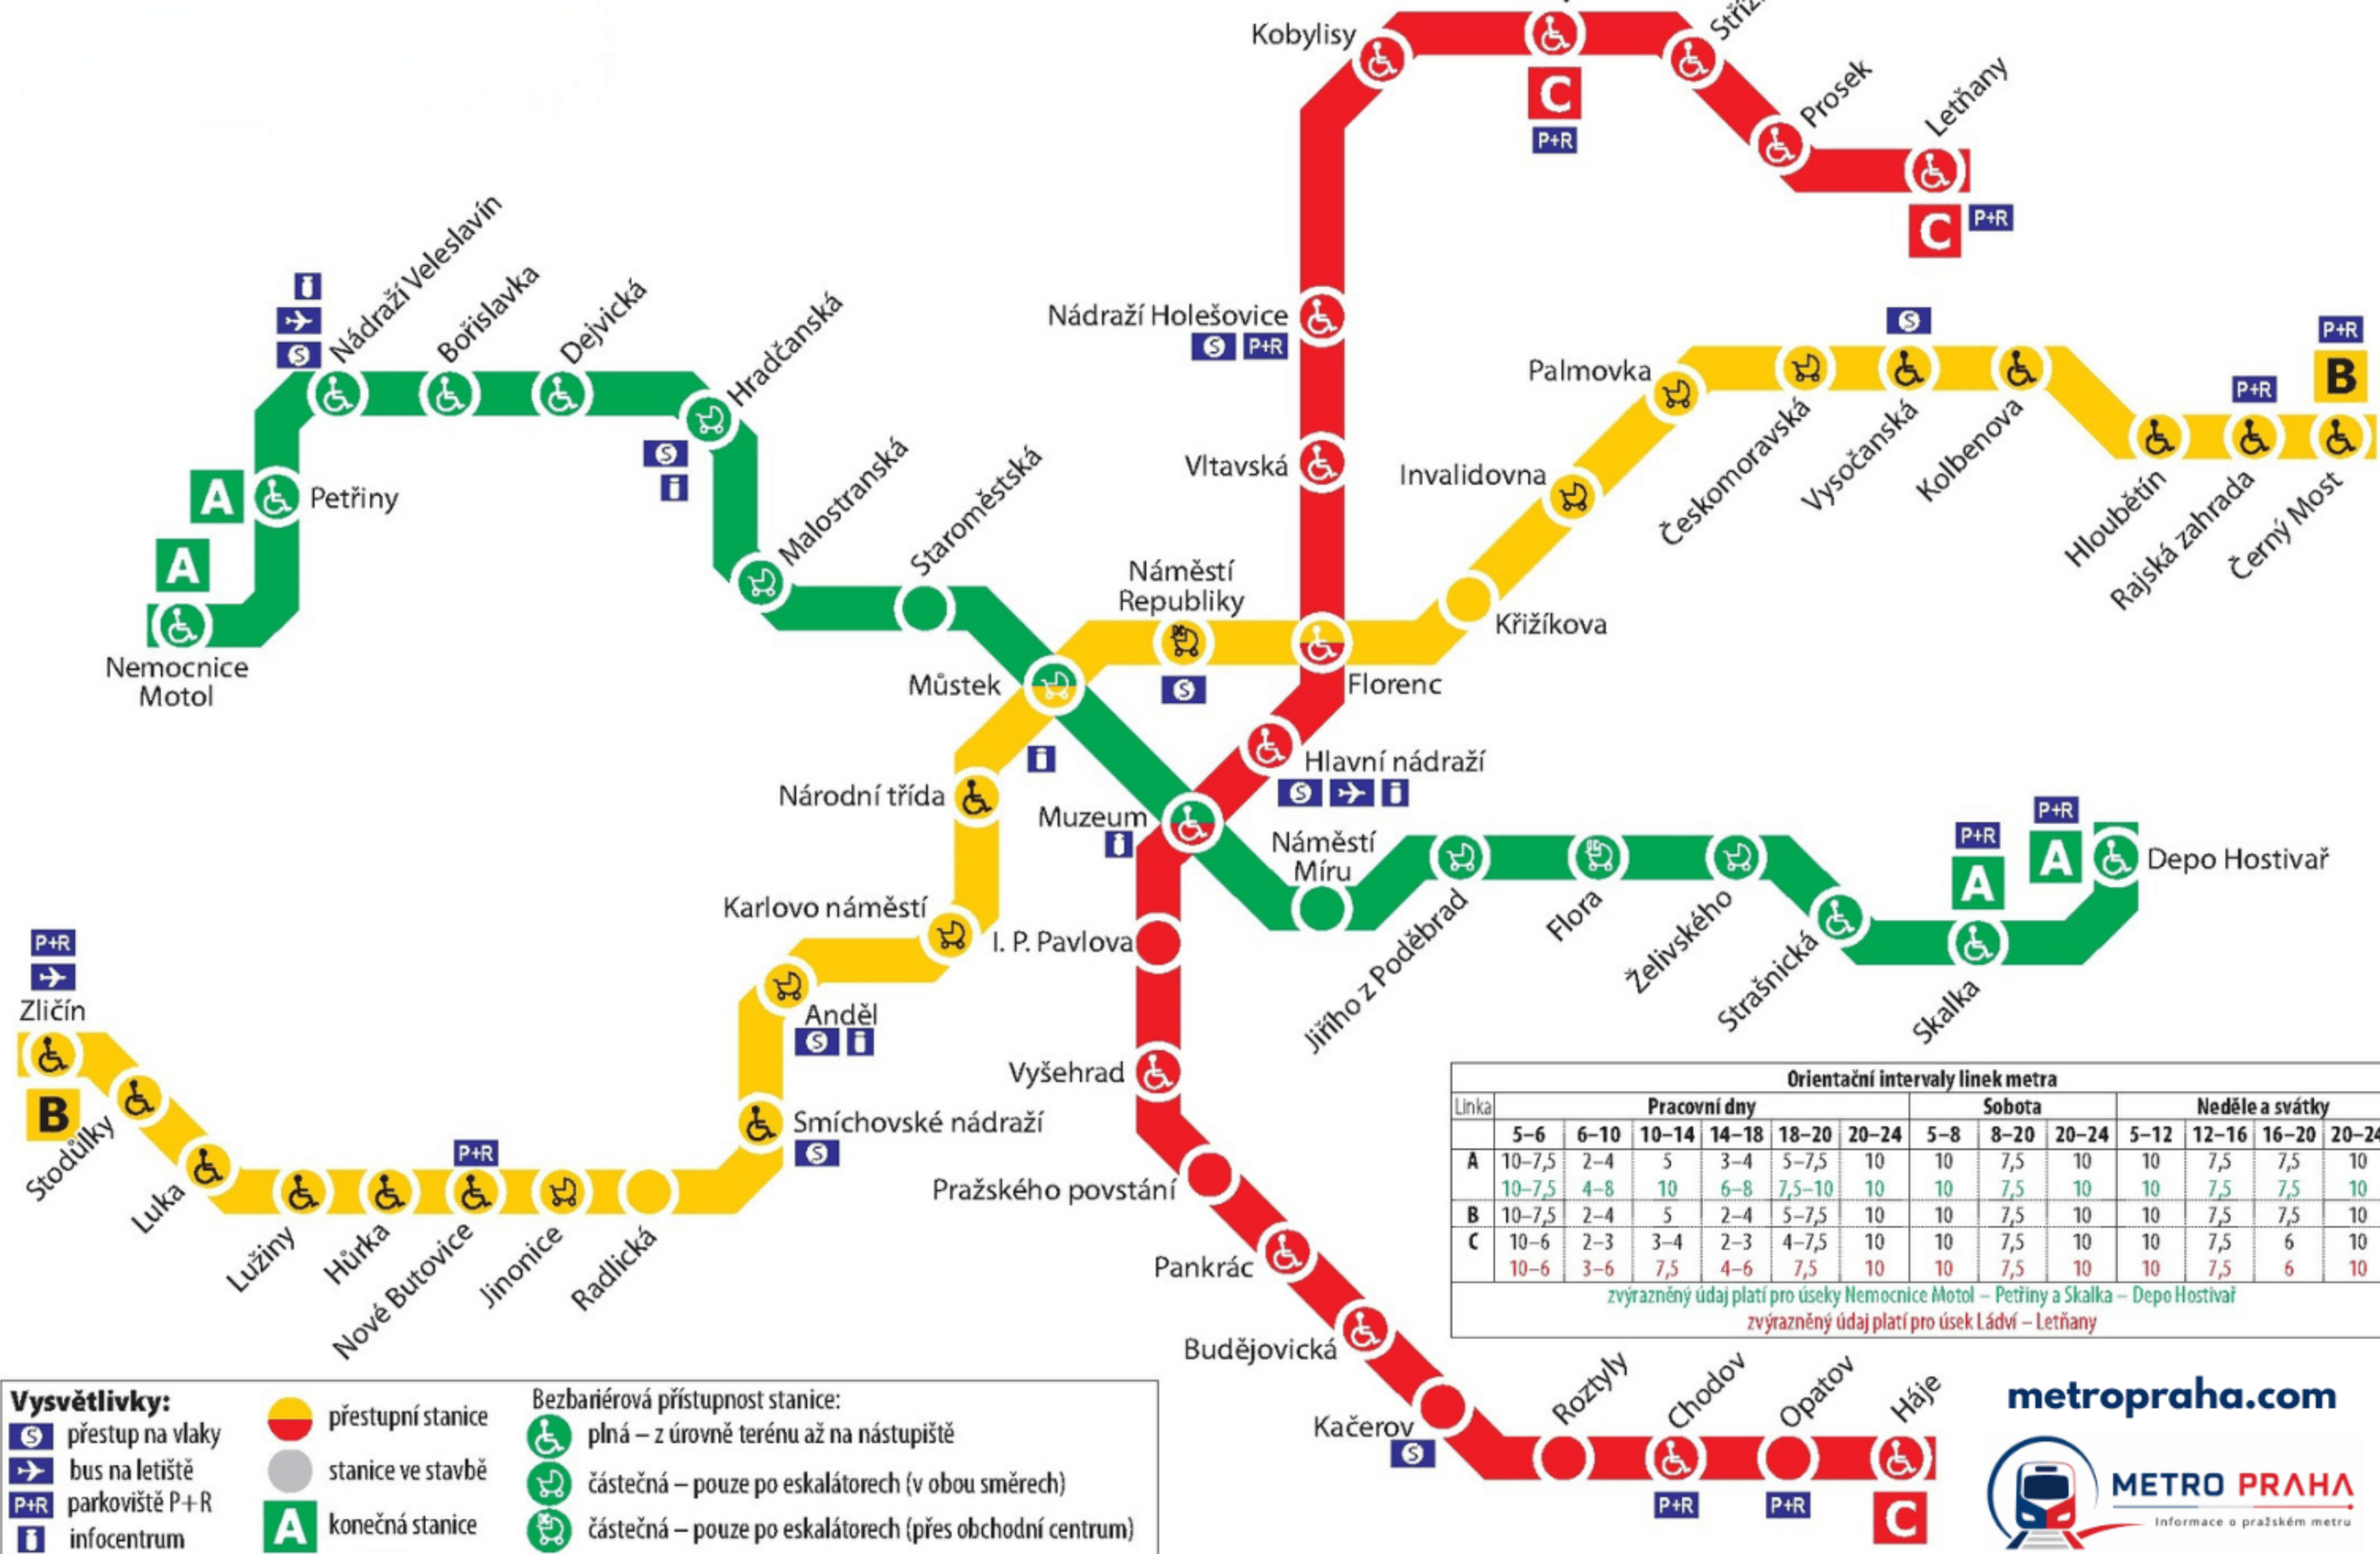 Kobylisy
C
P+R
Prosek
Letňany
C
P+R
Nádraží Veleslavín
Bořislavka
Dejvická
Hradčanská
S
S
i
A
Petřiny
A
Nemocnice
Motol
Malostranská
Staroměstská
Můstek
i
Nádraží Holešovice
S P+R
Vltavská
Náměstí
Republiky
S
Florenc
Palmovka
Invalidovna
Křižíkova
S
Českomoravská
Vysočanská
Kolbenova
Hloubětín
P+R
Rajská zahrada
P+R
B
Černý Most
Hlavní nádraží
S i
Muzeum
i
Náměstí
Míru
Jiřího z Poděbrad
Flora
Želivského
Strašnická
P+R
A
Skalka
P+R
A
Depo Hostivař
Národní třída
Karlovo náměstí
Anděl
S i
Smíchovské nádraží
S
P+R
Zličín
B
Stodůlky
Luka
Lužiny
Hůrka
P+R
Nové Butovice
Jinonice
Radlická
I. P. Pavlova
Vyšehrad
Pražského povstání
Pankrác
Budějovická
Kačerov
S
Roztyly
Chodov
P+R
Opatov
P+R
Háje
C
Orientační intervaly linek metra
Linka Pracovní dny Sobota Neděle a svátky
5–6 6–10 10–14 14–18 18–20 20–24 5–8 8–20 20–24 5–12 12–16 16–20 20–24
A 10–7,5 2–4 5 3–4 5–7,5 10 10 7,5 10 10 7,5 7,5 10
10–7,5 4–8 10 6–8 7,5–10 10 10 7,5 10 10 7,5 7,5 10
B 10–7,5 2–4 5 2–4 5–7,5 10 10 7,5 10 10 7,5 7,5 10
C 10–6 2–3 3–4 2–3 4–7,5 10 10 7,5 10 10 7,5 6 10
10–6 3–6 7,5 4–6 7,5 10 10 7,5 10 10 7,5 6 10
zvýrazněný údaj platí pro úseky Nemocnice Motol – Petřiny a Skalka – Depo Hostivař
zvýrazněný údaj platí pro úsek Ládví – Letňany
Vysvětlivky:
S přestup na vlaky
bus na letiště
P+R parkoviště P+R
i infocentrum
přestupní stanice
stanice ve stavbě
A konečná stanice
Bezbariérová přístupnost stanice:
plná – z úrovně terénu až na nástupiště
částečná – pouze po eskalátorech (v obou směrech)
částečná – pouze po eskalátorech (přes obchodní centrum)
metropraha.com
METRO PRAHA
Informace o pražském metru